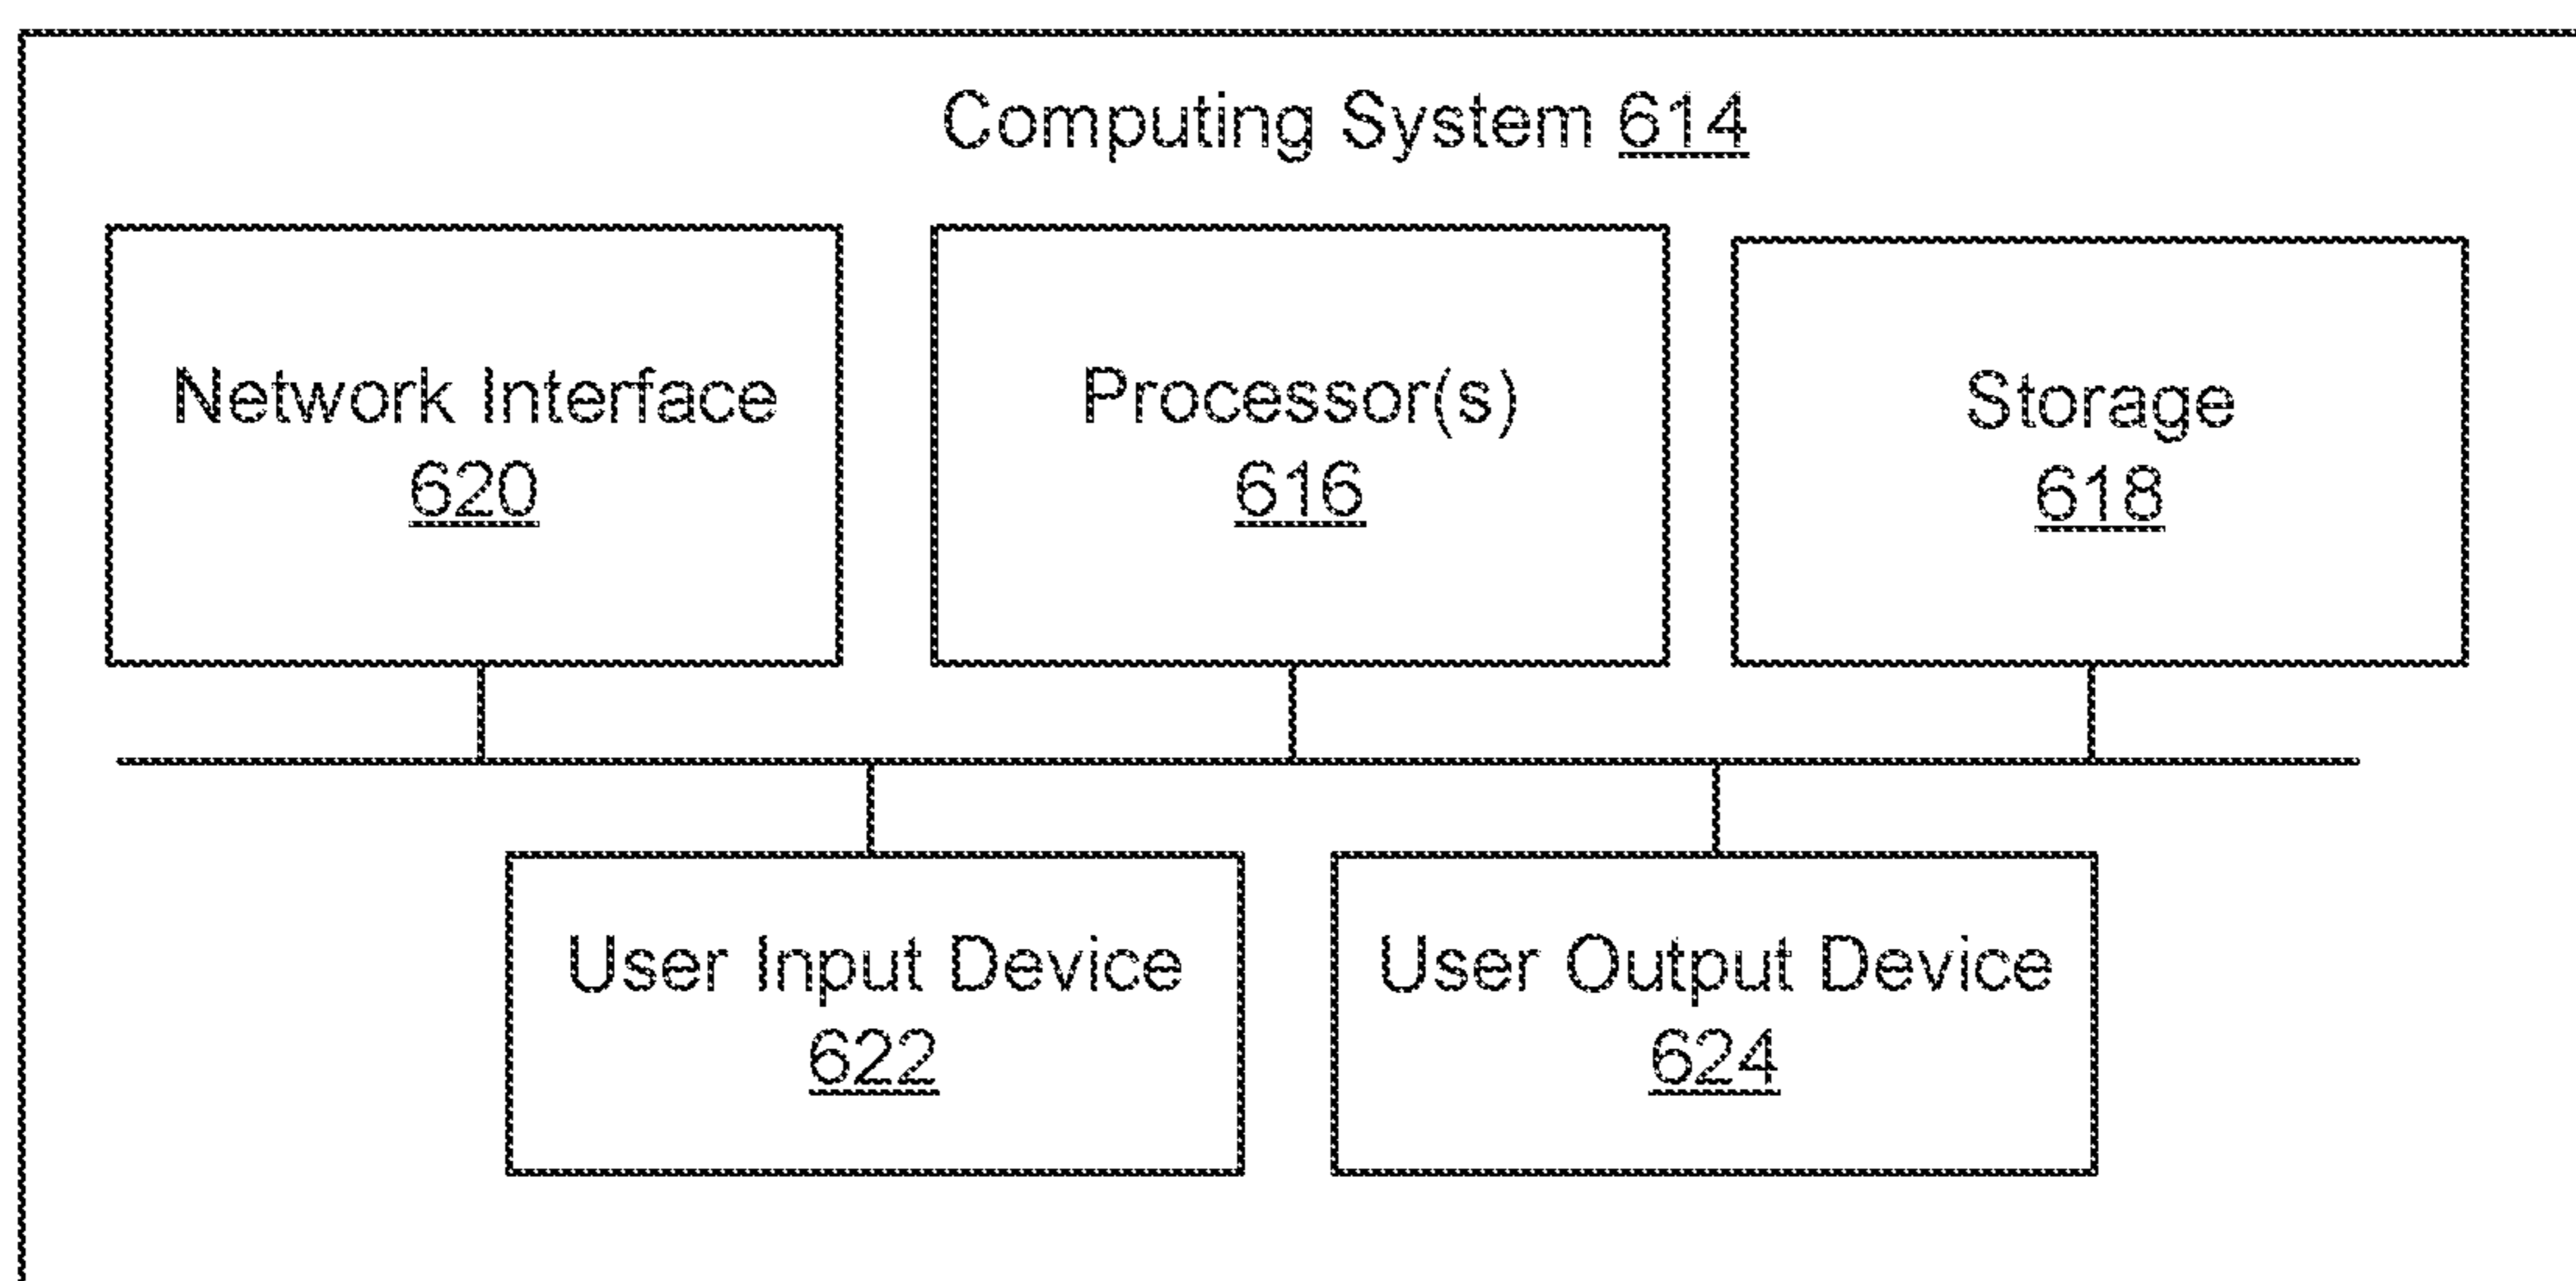 Computing System 614
Network Interface
620
Processor(s)
616
Storage
618
User Input Device
622
User Output Device
624